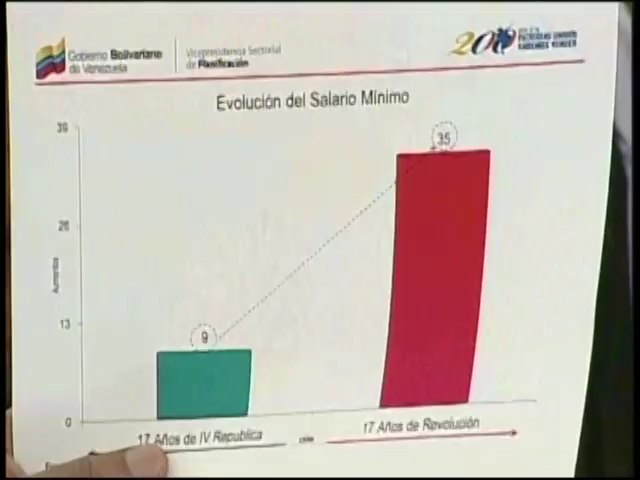 Gobierno Bolivariano
de Venezuela
Vicepresidencia Sectorial
de Planificación
200
Evolución del Salario Mínimo
39
26
13
0
Aumentos
9
35
17 Años de IV Republica
17 Años de Revolución